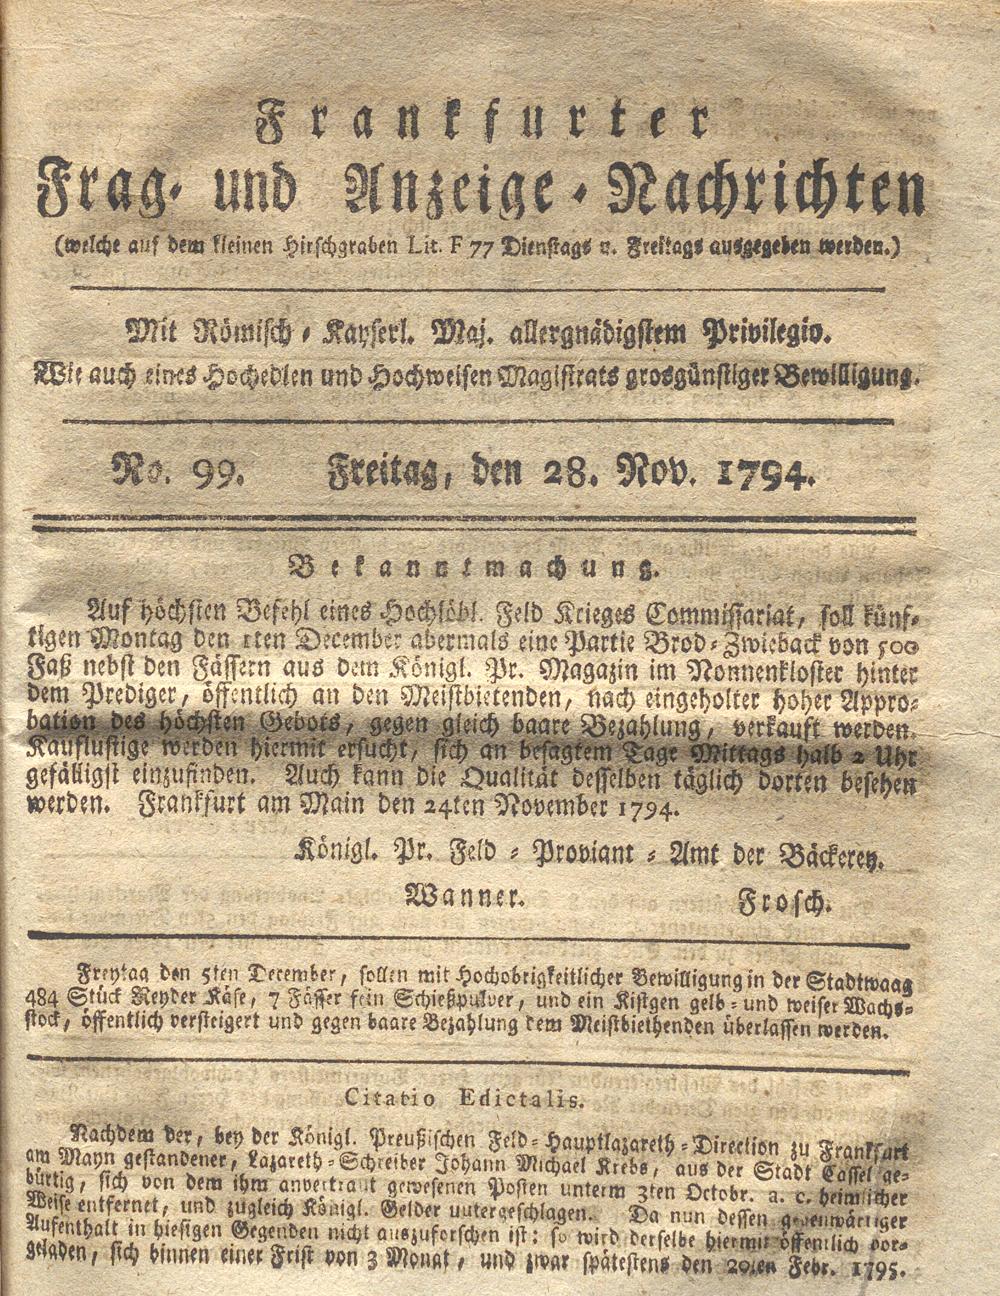 Frankfurter
Frag- und Anzeige-Nachrichten
(welche auf dem kleinen Hirschgraben Lit. F 77 Dienstags u. Freitags ausgegeben werden.)
Mit Römisch-Kayserl. Maj. allergnädigstem Privilegio.
Wie auch eines Hochedlen und Hochweisen Magistrats grosgünstiger Bewilligung.
No. 99. Freitag, den 28. Nov. 1794.
Bekanntmachung.
Auf höchsten Befehl eines Hochlöbl. Feld Krieges Commissariat, soll künf-
tigen Montag den 1ten December abermals eine Partie Brod-Zwieback von 500
Faß nebst den Fässern aus dem Königl. Pr. Magazin im Nonnenkloster hinter
dem Prediger, öffentlich an den Meistbietenden, nach eingeholter hoher Appro-
bation des höchsten Gebots, gegen gleich baare Bezahlung, verkauft werden.
Kauflustige werden hiermit ersucht, sich an besagtem Tage Mittags halb 2 Uhr
gefälligst einzufinden. Auch kann die Qualität desselben täglich dorten besehen
werden. Frankfurt am Main den 24ten November 1794.
Königl. Pr. Feld-Proviant-Amt der Bäckerey.
Wanner. Frosch.
Freytag den 5ten December, sollen mit Hochobrigkeitlicher Bewilligung in der Stadtwaag
484 Stück Reyder Käse, 7 Fässer fein Schießpulver, und ein Kistgen gelb- und weiser Wachs-
stock, öffentlich versteigert und gegen baare Bezahlung dem Meistbiethenden überlassen werden.
Citatio Edictalis.
Nachdem der, bey der Königl. Preußischen Feld-Hauptlazareth-Direction zu Frankfurt
am Mayn gestandener, Lazareth-Schreiber Johann Michael Krebs, aus der Stadt Cassel ge-
bürtig, sich von dem ihm anvertraut gewesenen Posten unterm 3ten Octobr. a. c. heimlicher
Weise entfernet, und zugleich Königl. Gelder untergeschlagen. Da nun dessen gegenwärtiger
Aufenthalt in hiesigen Gegenden nicht auszuforschen ist: so wird derselbe hiermit öffentlich vor-
geladen, sich binnen einer Frist von 3 Monat, und zwar spätestens den 20ten Febr. 1795.